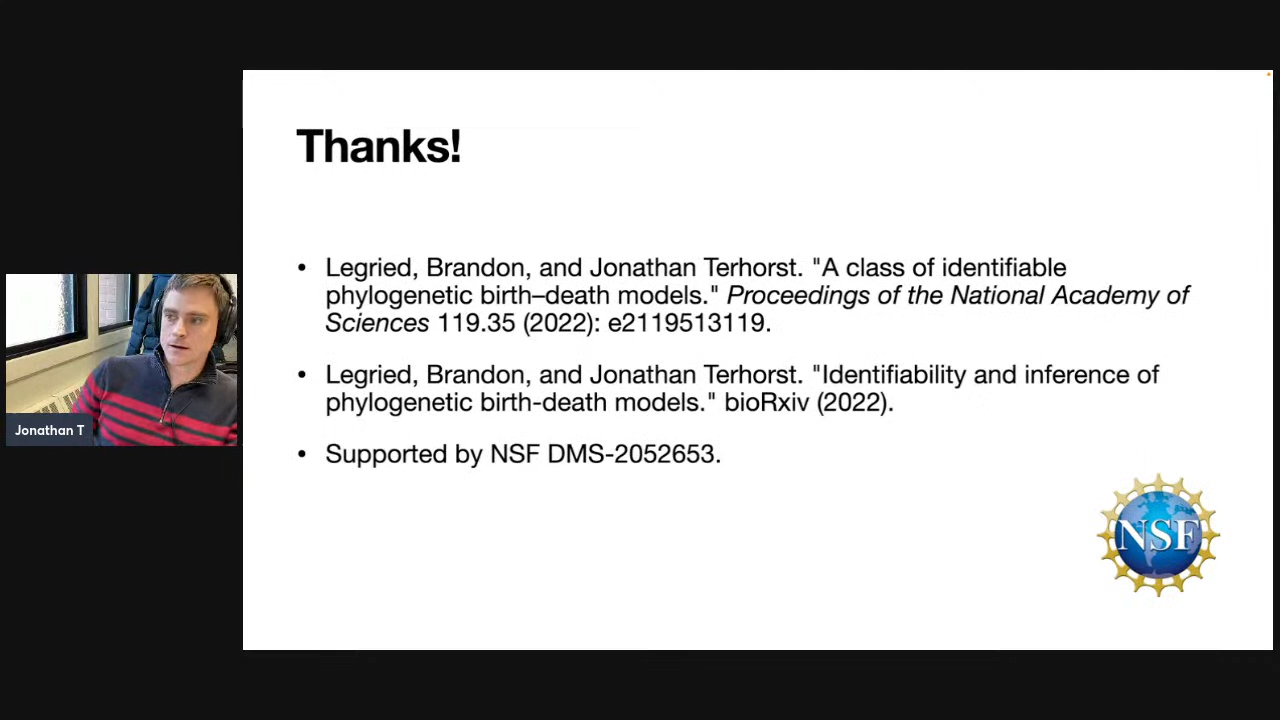 Thanks!
• Legried, Brandon, and Jonathan Terhorst. "A class of identifiable
phylogenetic birth–death models." Proceedings of the National Academy of
Sciences 119.35 (2022): e2119513119.
• Legried, Brandon, and Jonathan Terhorst. "Identifiability and inference of
phylogenetic birth-death models." bioRxiv (2022).
• Supported by NSF DMS-2052653.
Jonathan T
NSF